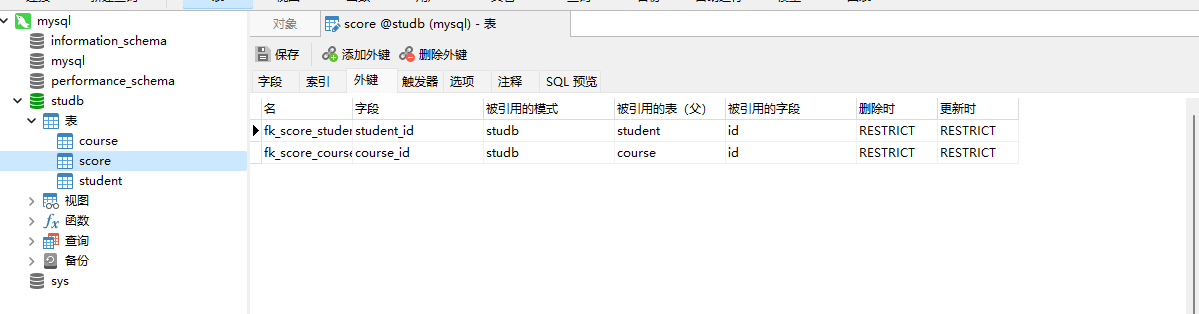 mysql
information_schema
mysql
performance_schema
studb
表
course
score
student
视图
fx 函数
查询
备份
sys
对象 score @studb (mysql) - 表
保存 添加外键 删除外键
字段 索引 外键 触发器 选项 注释 SQL 预览
名 字段 被引用的模式 被引用的表（父） 被引用的字段 删除时 更新时
fk_score_studen student_id studb student id RESTRICT RESTRICT
fk_score_course course_id studb course id RESTRICT RESTRICT